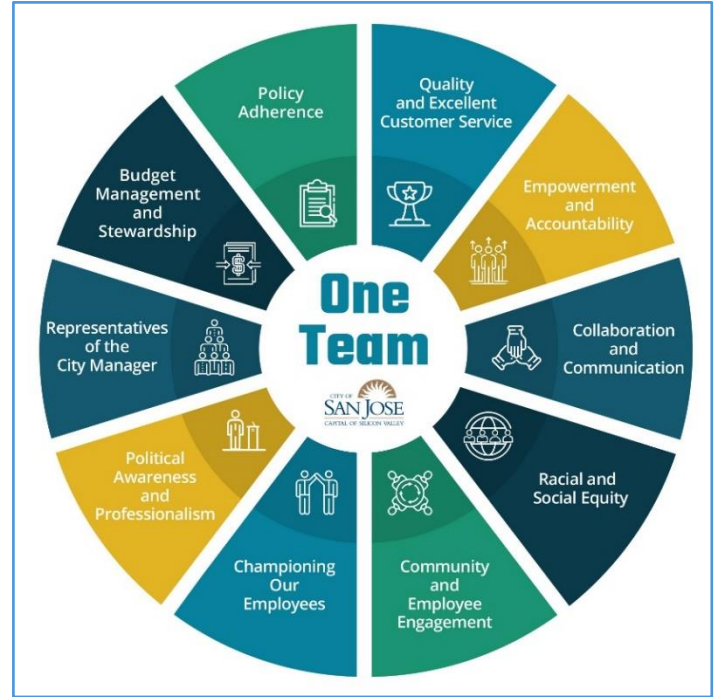 One
Team
CITY OF
SAN JOSE
CAPITAL OF SILICON VALLEY
Quality
and Excellent
Customer Service
Empowerment
and
Accountability
Collaboration
and
Communication
Racial and
Social Equity
Community
and
Employee
Engagement
Championing
Our
Employees
Political
Awareness
and
Professionalism
Representatives
of the
City Manager
Budget
Management
and
Stewardship
$
Policy
Adherence